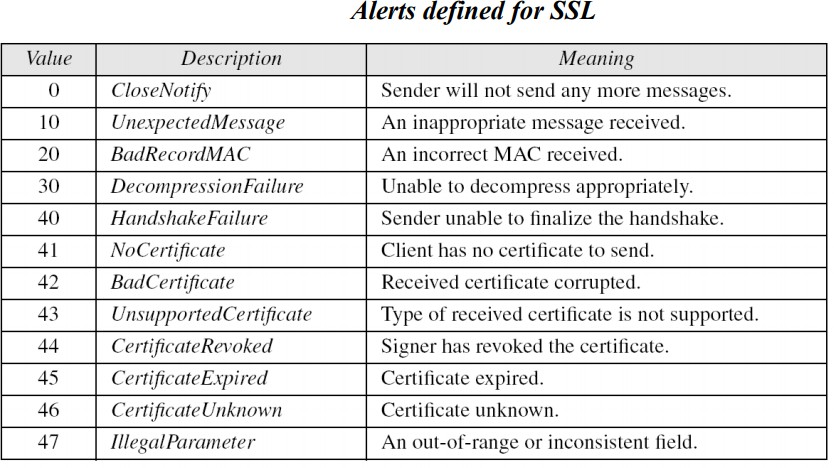 Alerts defined for SSL
Value Description Meaning
0 CloseNotify Sender will not send any more messages.
10 UnexpectedMessage An inappropriate message received.
20 BadRecordMAC An incorrect MAC received.
30 DecompressionFailure Unable to decompress appropriately.
40 HandshakeFailure Sender unable to finalize the handshake.
41 NoCertificate Client has no certificate to send.
42 BadCertificate Received certificate corrupted.
43 UnsupportedCertificate Type of received certificate is not supported.
44 CertificateRevoked Signer has revoked the certificate.
45 CertificateExpired Certificate expired.
46 CertificateUnknown Certificate unknown.
47 IllegalParameter An out-of-range or inconsistent field.